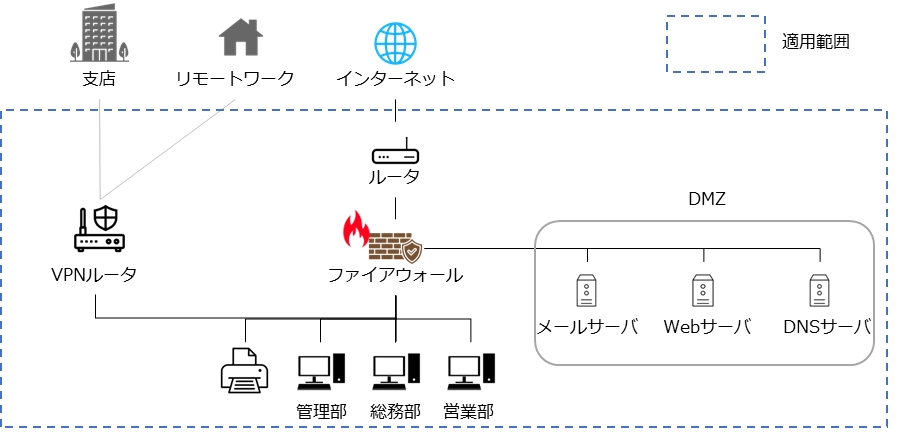 適用範囲
支店
リモートワーク
インターネット
ルータ
DMZ
VPNルータ
ファイアウォール
メールサーバ
Webサーバ
DNSサーバ
管理部
総務部
営業部